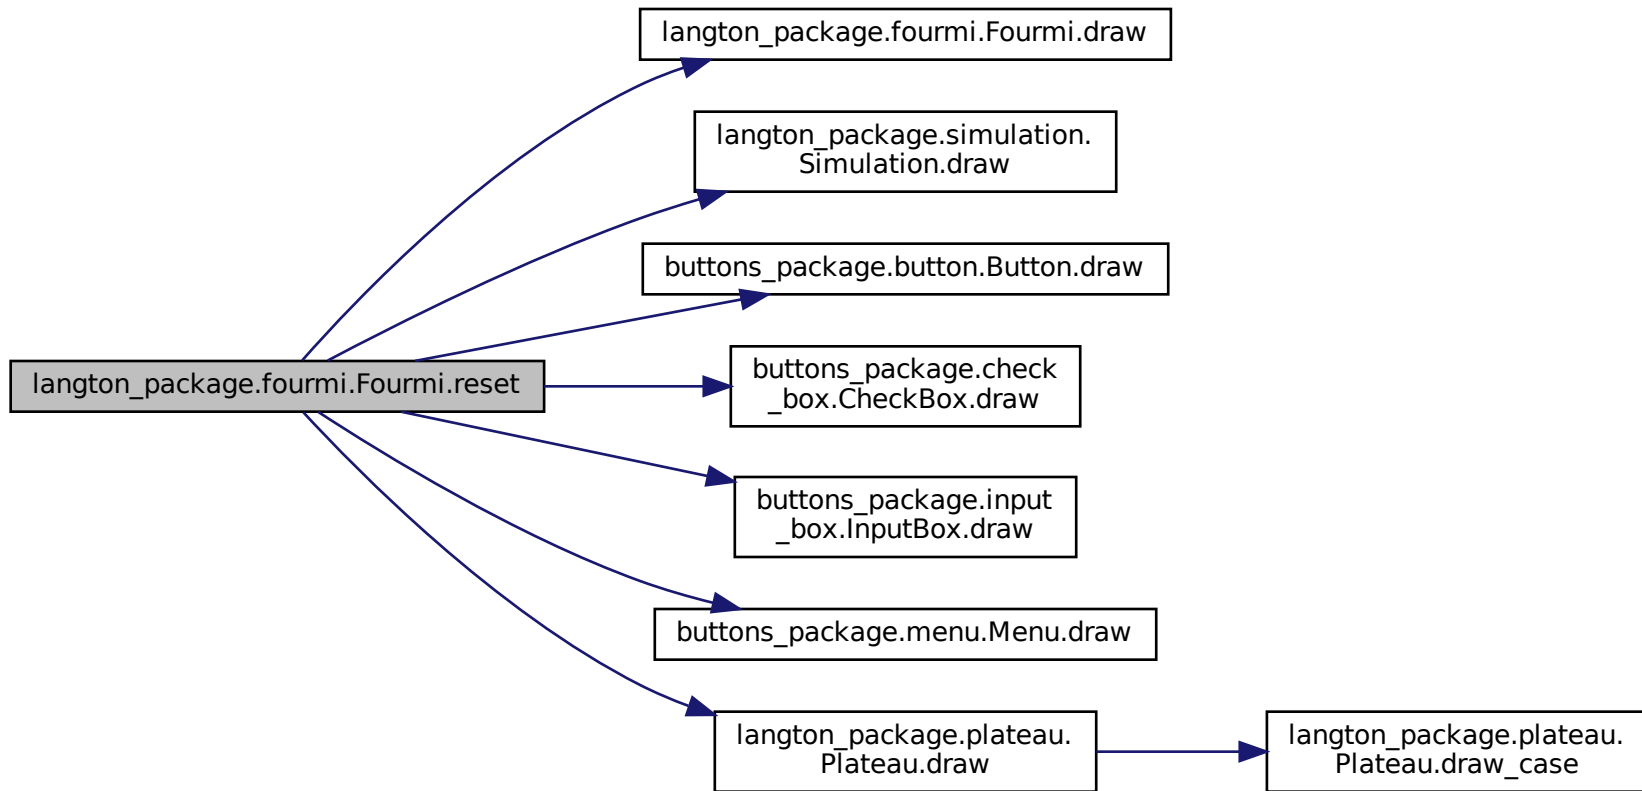 langton_package.fourmi.Fourmi.draw
langton_package.simulation.
Simulation.draw
buttons_package.button.Button.draw
langton_package.fourmi.Fourmi.reset
buttons_package.check
_box.CheckBox.draw
buttons_package.input
_box.InputBox.draw
buttons_package.menu.Menu.draw
langton_package.plateau.
Plateau.draw
langton_package.plateau.
Plateau.draw_case